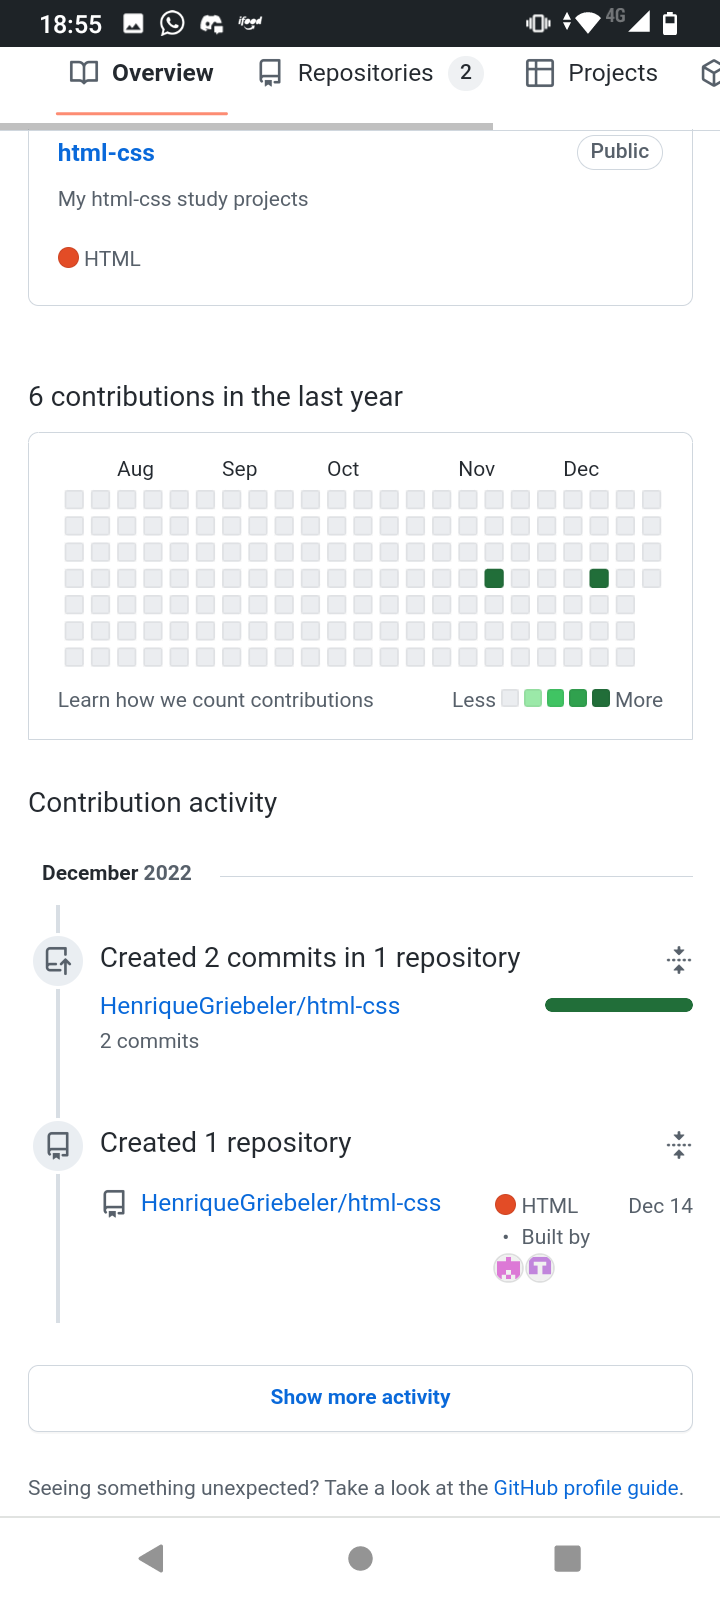 18:55 ifood 4G
Overview Repositories 2 Projects
html-css Public
My html-css study projects
HTML
6 contributions in the last year
Aug Sep Oct Nov Dec
Learn how we count contributions Less More
Contribution activity
December 2022
Created 2 commits in 1 repository
HenriqueGriebeler/html-css
2 commits
Created 1 repository
HenriqueGriebeler/html-css HTML Dec 14
• Built by
Show more activity
Seeing something unexpected? Take a look at the GitHub profile guide.